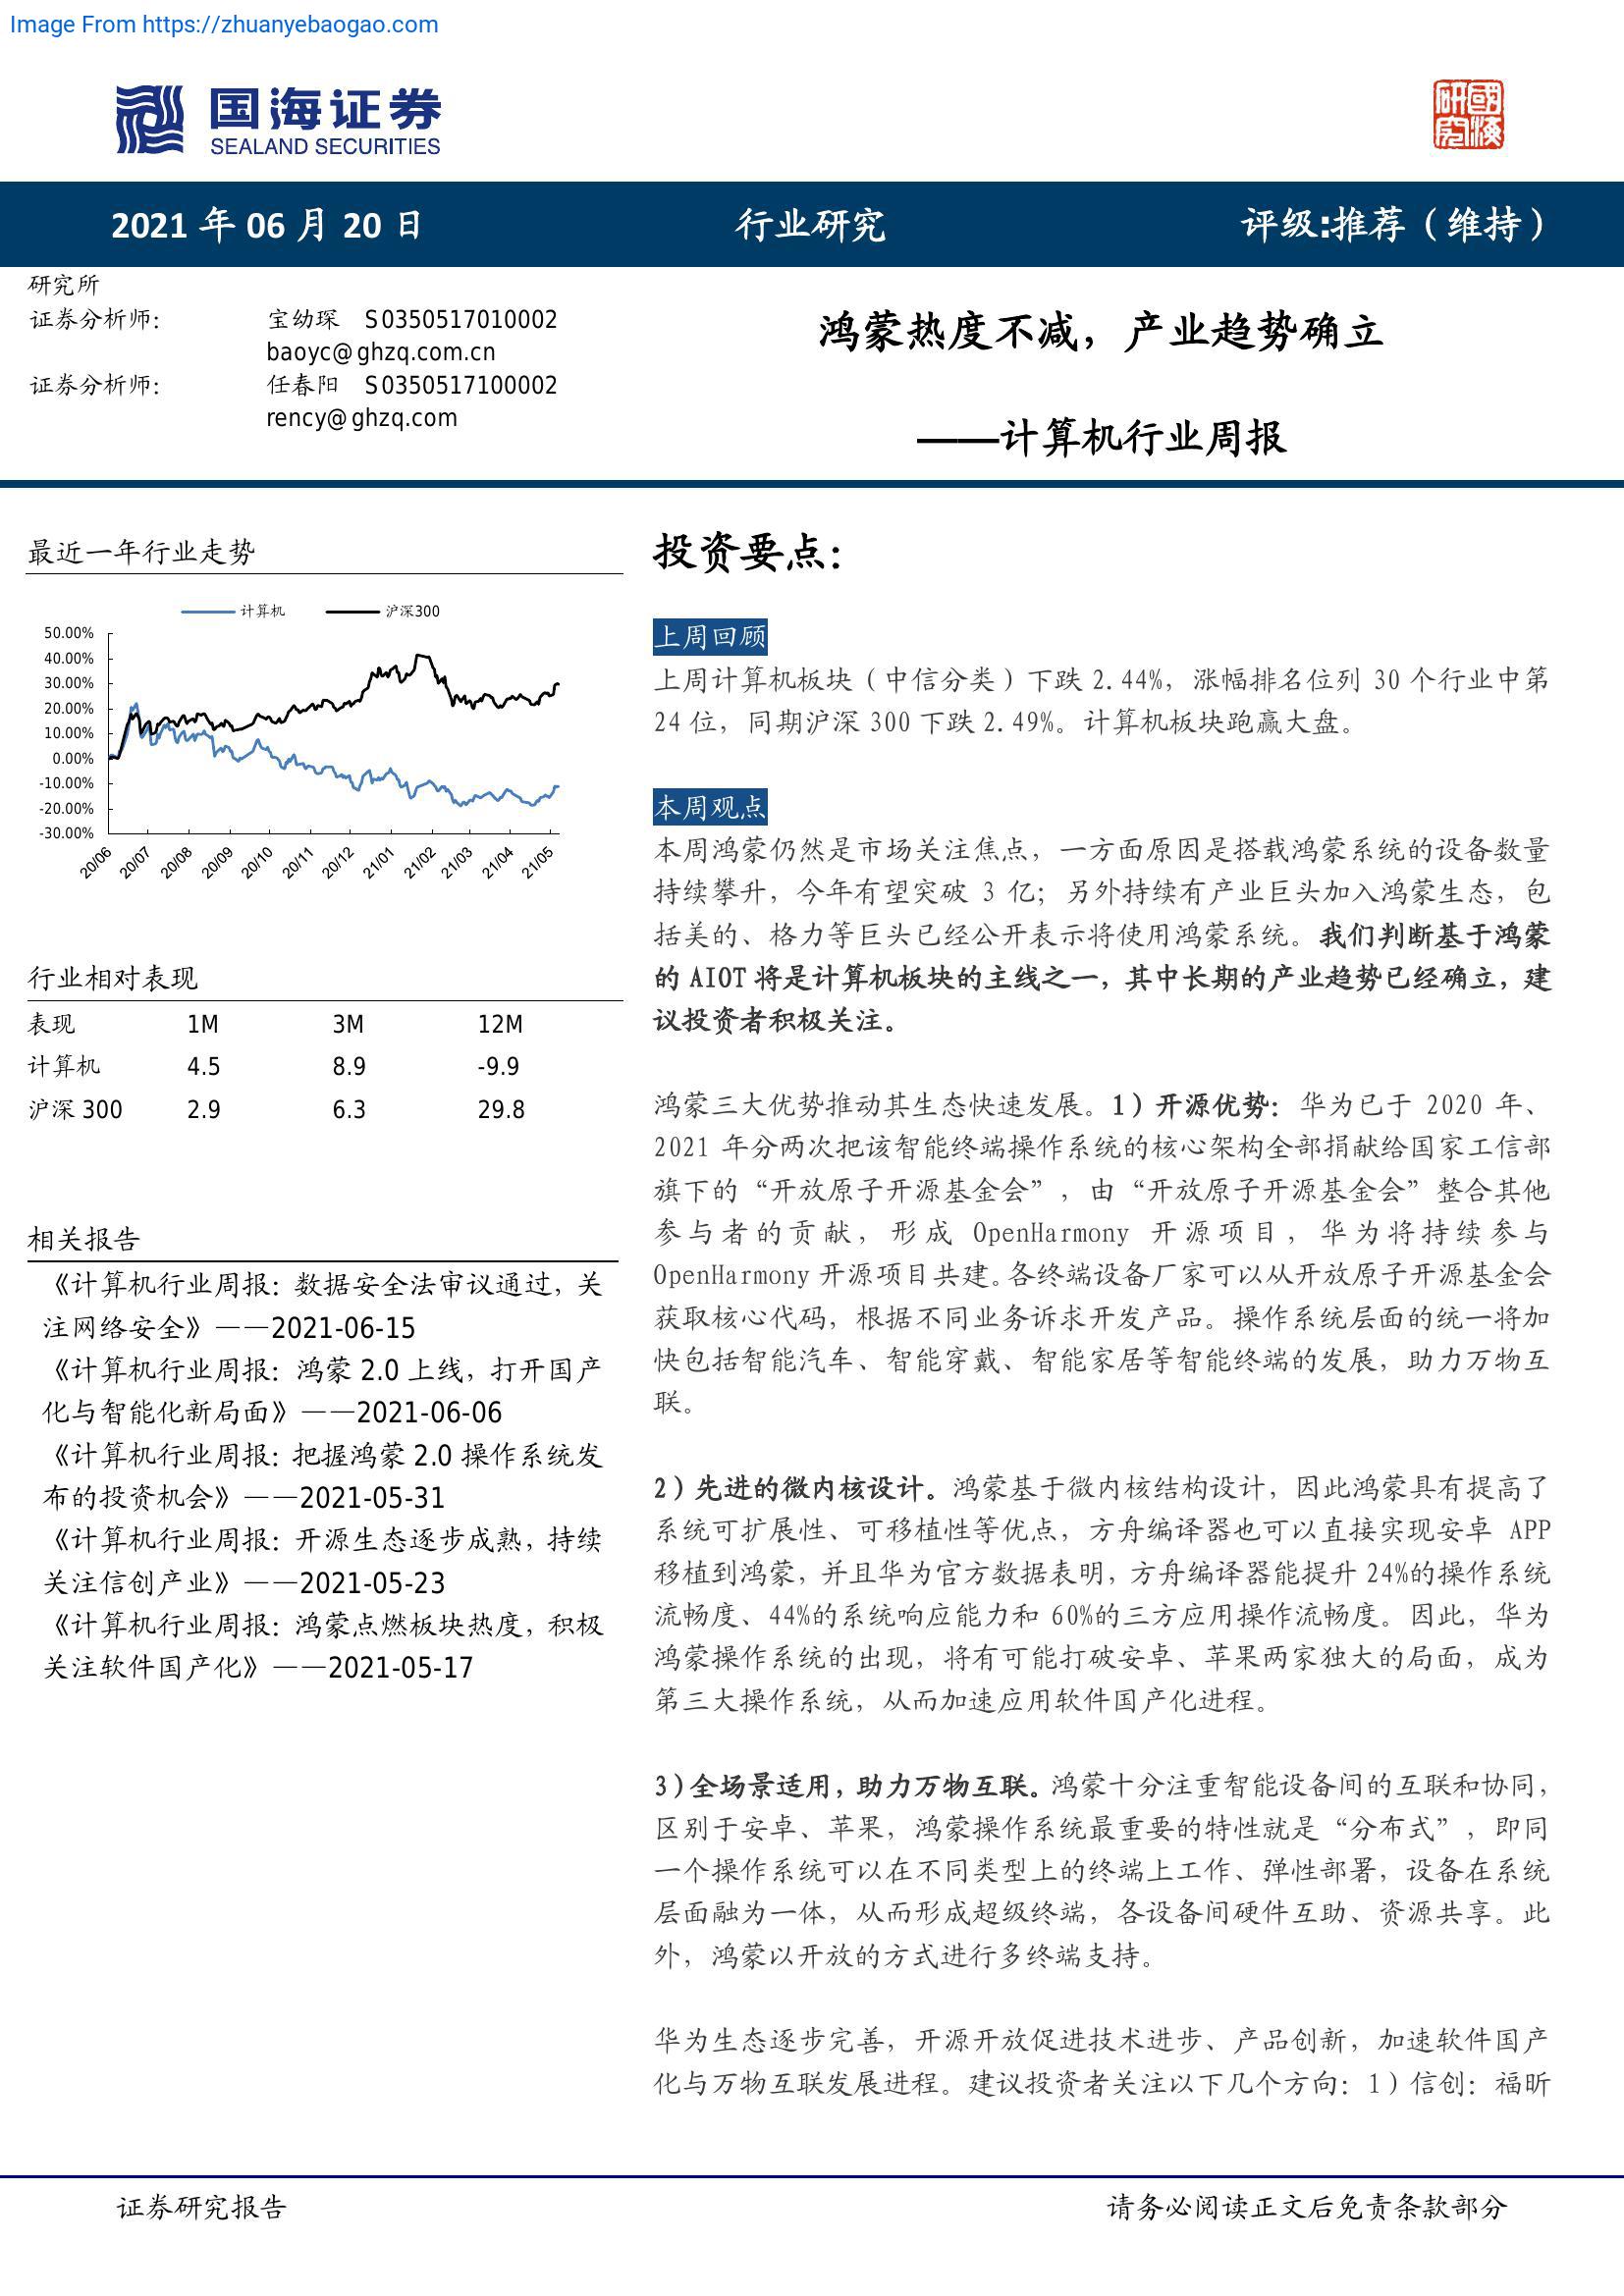 Image From https://zhuanyebaogao.com
国海证券
SEALAND SECURITIES
國海
研究
2021 年 06 月 20 日
行业研究
评级:推荐（维持）
研究所
证券分析师： 宝幼琛 S0350517010002
baoyc@ghzq.com.cn
证券分析师： 任春阳 S0350517100002
rency@ghzq.com
鸿蒙热度不减，产业趋势确立
——计算机行业周报
最近一年行业走势
计算机 沪深300
50.00%
40.00%
30.00%
20.00%
10.00%
0.00%
-10.00%
-20.00%
-30.00%
20/06 20/07 20/08 20/09 20/10 20/11 20/12 21/01 21/02 21/03 21/04 21/05
行业相对表现
表现 1M 3M 12M
计算机 4.5 8.9 -9.9
沪深 300 2.9 6.3 29.8
相关报告
《计算机行业周报：数据安全法审议通过，关
注网络安全》——2021-06-15
《计算机行业周报：鸿蒙 2.0 上线，打开国产
化与智能化新局面》——2021-06-06
《计算机行业周报：把握鸿蒙 2.0 操作系统发
布的投资机会》——2021-05-31
《计算机行业周报：开源生态逐步成熟，持续
关注信创产业》——2021-05-23
《计算机行业周报：鸿蒙点燃板块热度，积极
关注软件国产化》——2021-05-17
投资要点：
上周回顾
上周计算机板块（中信分类）下跌 2.44%，涨幅排名位列 30 个行业中第
24 位，同期沪深 300 下跌 2.49%。计算机板块跑赢大盘。
本周观点
本周鸿蒙仍然是市场关注焦点，一方面原因是搭载鸿蒙系统的设备数量
持续攀升，今年有望突破 3 亿；另外持续有产业巨头加入鸿蒙生态，包
括美的、格力等巨头已经公开表示将使用鸿蒙系统。我们判断基于鸿蒙
的 AIOT 将是计算机板块的主线之一，其中长期的产业趋势已经确立，建
议投资者积极关注。
鸿蒙三大优势推动其生态快速发展。1）开源优势：华为已于 2020 年、
2021 年分两次把该智能终端操作系统的核心架构全部捐献给国家工信部
旗下的“开放原子开源基金会”，由“开放原子开源基金会”整合其他
参与者的贡献，形成 OpenHarmony 开源项目，华为将持续参与
OpenHarmony 开源项目共建。各终端设备厂家可以从开放原子开源基金会
获取核心代码，根据不同业务诉求开发产品。操作系统层面的统一将加
快包括智能汽车、智能穿戴、智能家居等智能终端的发展，助力万物互
联。
2）先进的微内核设计。鸿蒙基于微内核结构设计，因此鸿蒙具有提高了
系统可扩展性、可移植性等优点，方舟编译器也可以直接实现安卓 APP
移植到鸿蒙，并且华为官方数据表明，方舟编译器能提升 24%的操作系统
流畅度、44%的系统响应能力和 60%的三方应用操作流畅度。因此，华为
鸿蒙操作系统的出现，将有可能打破安卓、苹果两家独大的局面，成为
第三大操作系统，从而加速应用软件国产化进程。
3)全场景适用，助力万物互联。鸿蒙十分注重智能设备间的互联和协同，
区别于安卓、苹果，鸿蒙操作系统最重要的特性就是“分布式”，即同
一个操作系统可以在不同类型上的终端上工作、弹性部署，设备在系统
层面融为一体，从而形成超级终端，各设备间硬件互助、资源共享。此
外，鸿蒙以开放的方式进行多终端支持。
华为生态逐步完善，开源开放促进技术进步、产品创新，加速软件国产
化与万物互联发展进程。建议投资者关注以下几个方向：1）信创：福昕
证券研究报告
请务必阅读正文后免责条款部分